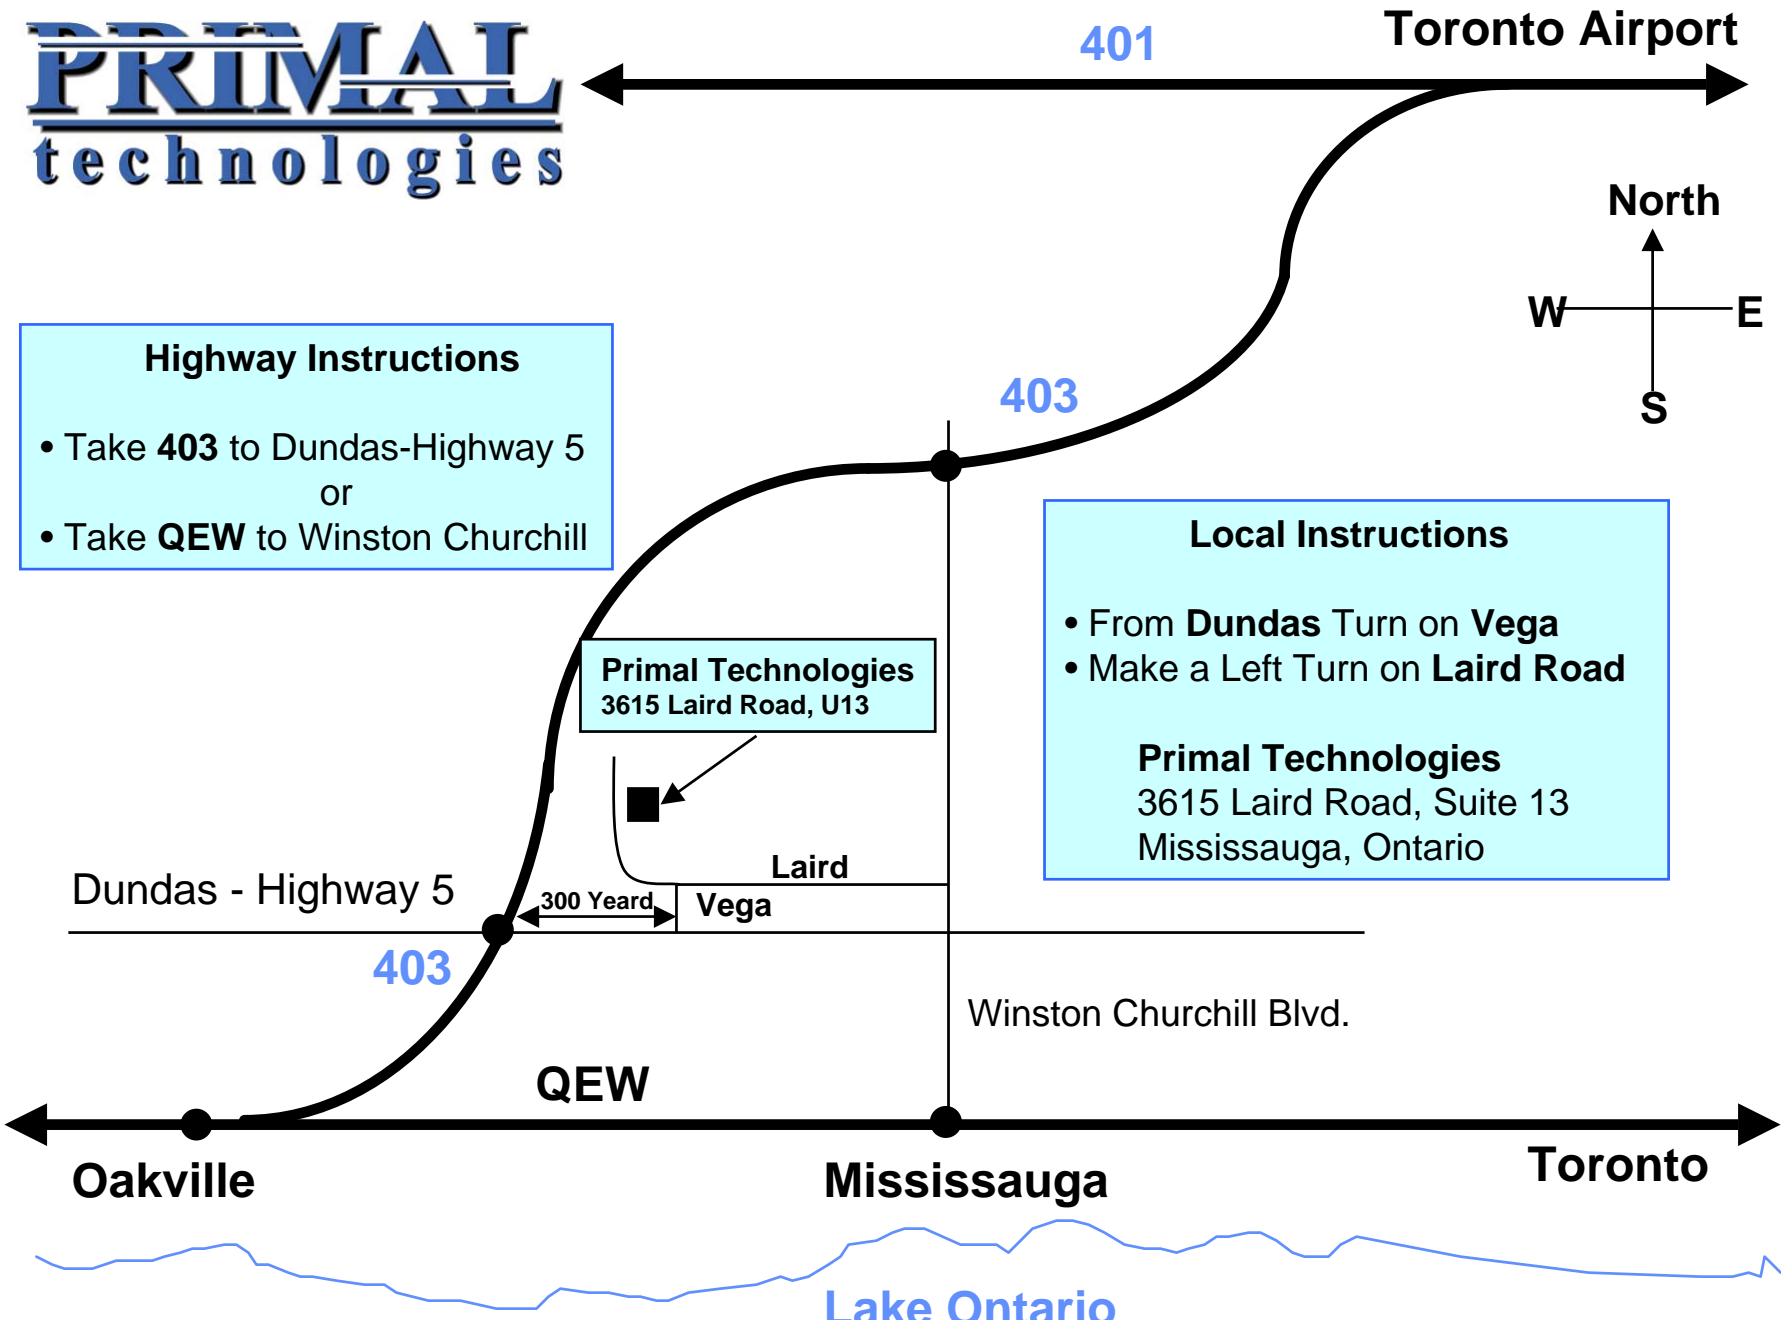 PRIMAL
technologies
401
Toronto Airport
North
W
E
S
Highway Instructions
• Take 403 to Dundas-Highway 5
or
• Take QEW to Winston Churchill
403
Local Instructions
• From Dundas Turn on Vega
• Make a Left Turn on Laird Road
Primal Technologies
3615 Laird Road, Suite 13
Mississauga, Ontario
Primal Technologies
3615 Laird Road, U13
Laird
Dundas - Highway 5
300 Yeard
Vega
403
Winston Churchill Blvd.
QEW
Oakville
Mississauga
Toronto
Lake Ontario